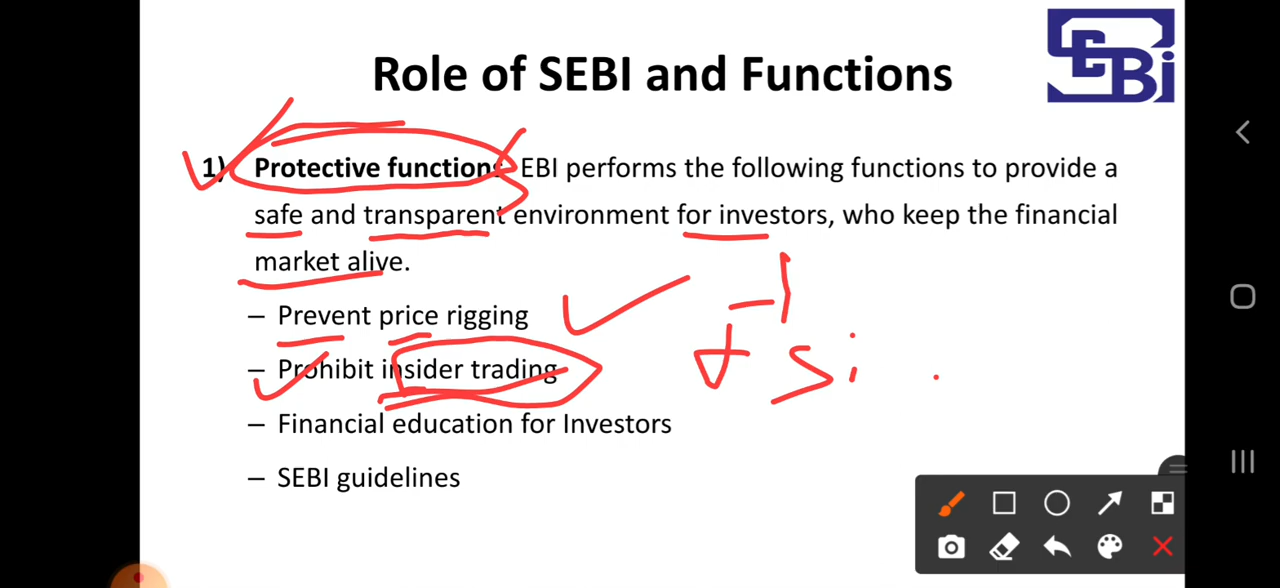 SEBi
Role of SEBI and Functions
1) Protective functions EBI performs the following functions to provide a
safe and transparent environment for investors, who keep the financial
market alive.
– Prevent price rigging
– Prohibit insider trading
– Financial education for Investors
– SEBI guidelines